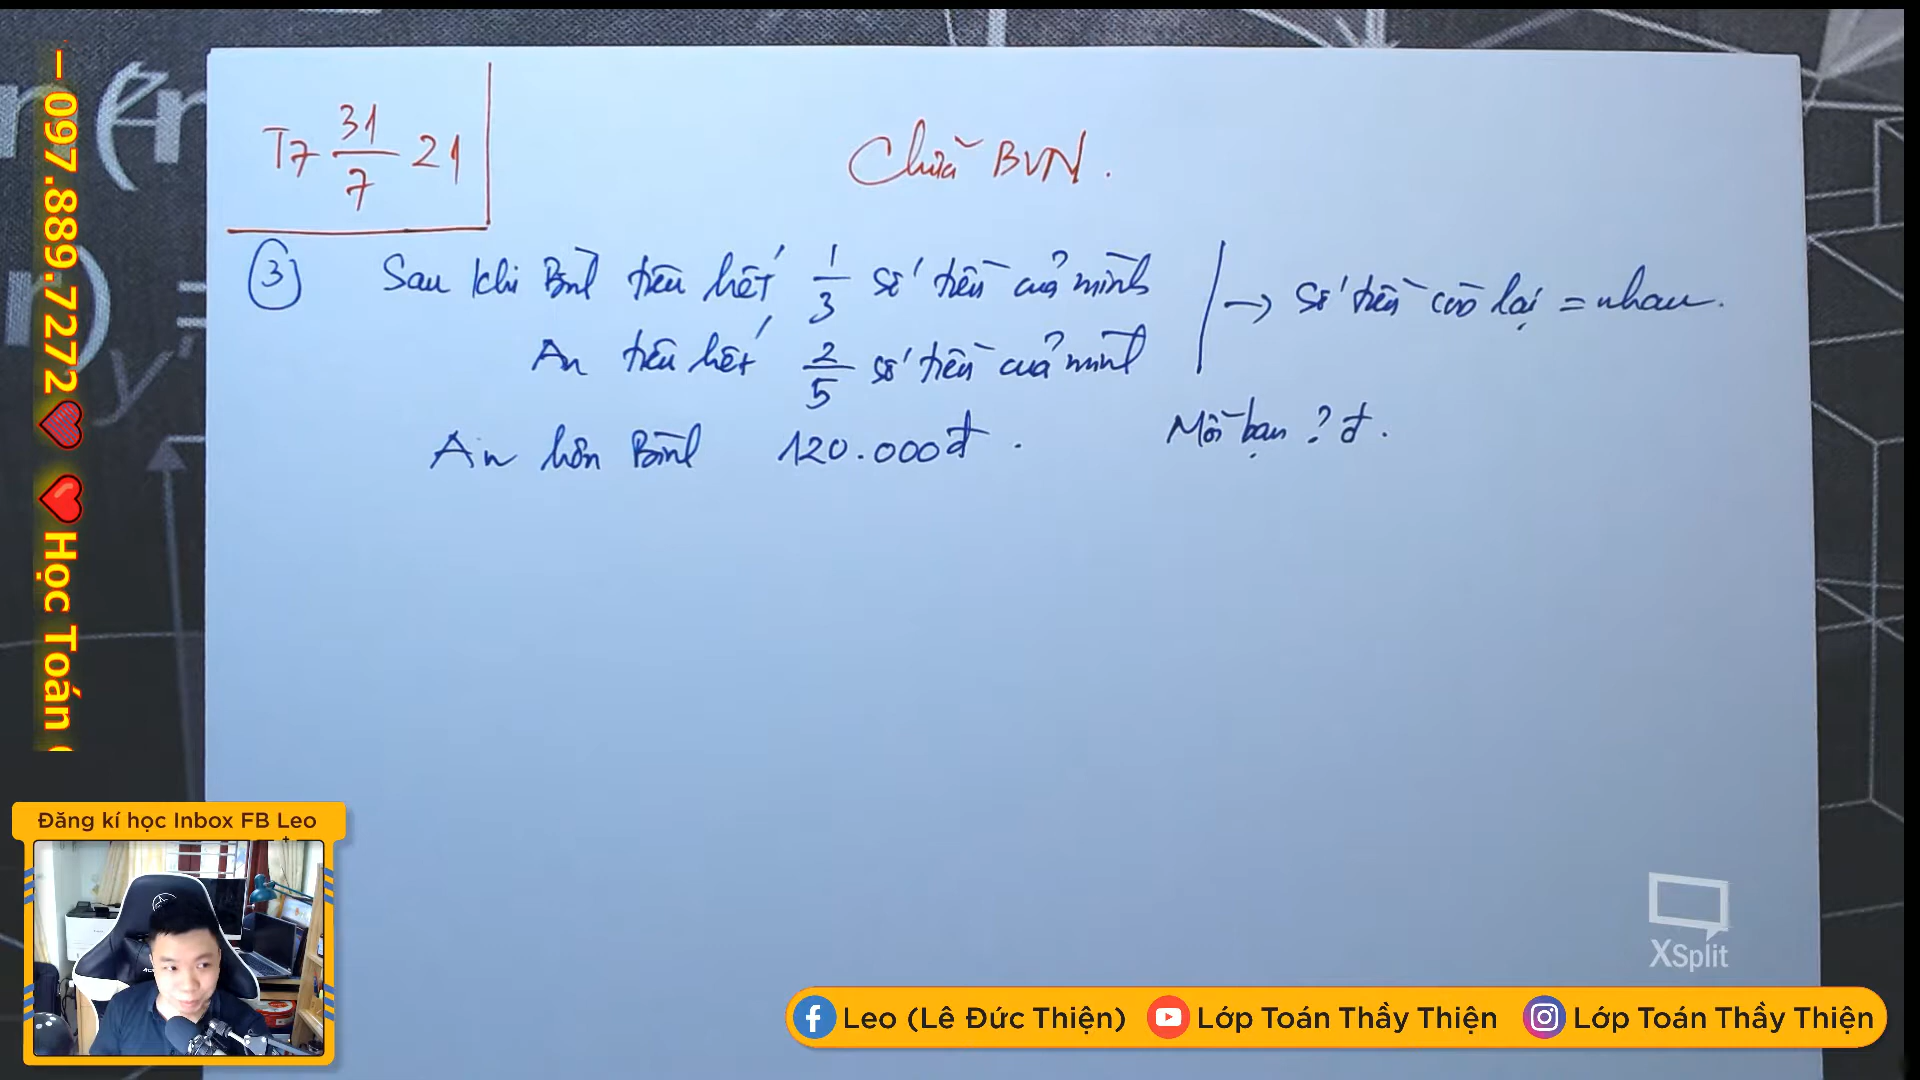 — 097.889.7272 ❤ ❤ Học Toán
T7 31/7 21
Chữa BVN.
③ Sau khi Bình tiêu hết 1/3 số tiền của mình
An tiêu hết 2/5 số tiền của mình
→ số tiền còn lại = nhau.
An hơn Bình 120.000đ.
Mỗi bạn ? đ.
Đăng kí học Inbox FB Leo
XSplit
Leo (Lê Đức Thiện) Lớp Toán Thầy Thiện Lớp Toán Thầy Thiện